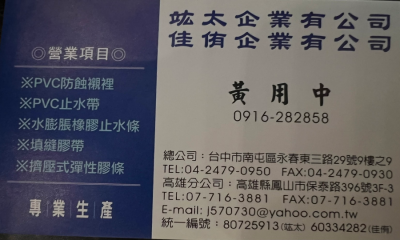 ◎營業項目◎
※PVC防蝕襯裡
※PVC止水帶
※水膨脹橡膠止水條
※填縫膠帶
※擠壓式彈性膠條
專業生產
竑太企業有公司
佳侑企業有公司
黃用中
0916-282858
總公司:台中市南屯區永春東三路29號9樓之9
TEL:04-2479-0950 FAX:04-2479-0930
高雄分公司:高雄縣鳳山市保泰路396號3F-3
TEL:07-716-3881 FAX:07-716-3881
E-mail: j570730@yahoo.com.tw
統一編號:80725913(竑太) 60334282(佳侑)